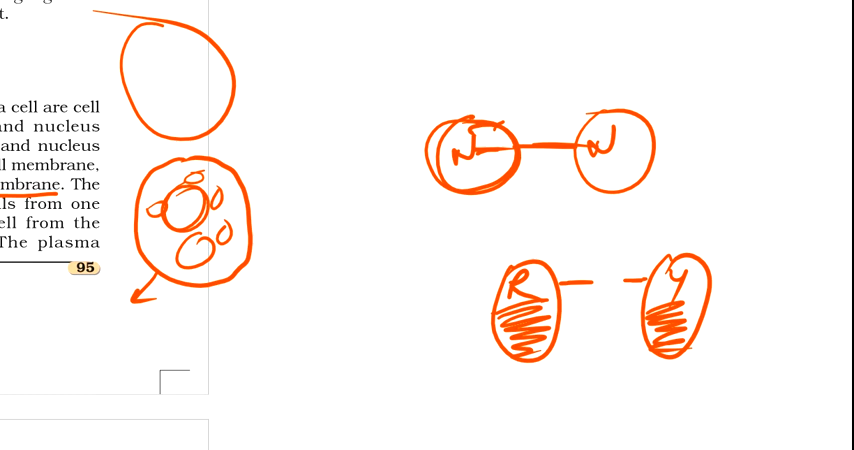 t.
a cell are cell
and nucleus
and nucleus
ll membrane,
mbrane. The
ls from one
ell from the
The plasma
95
N N
R y